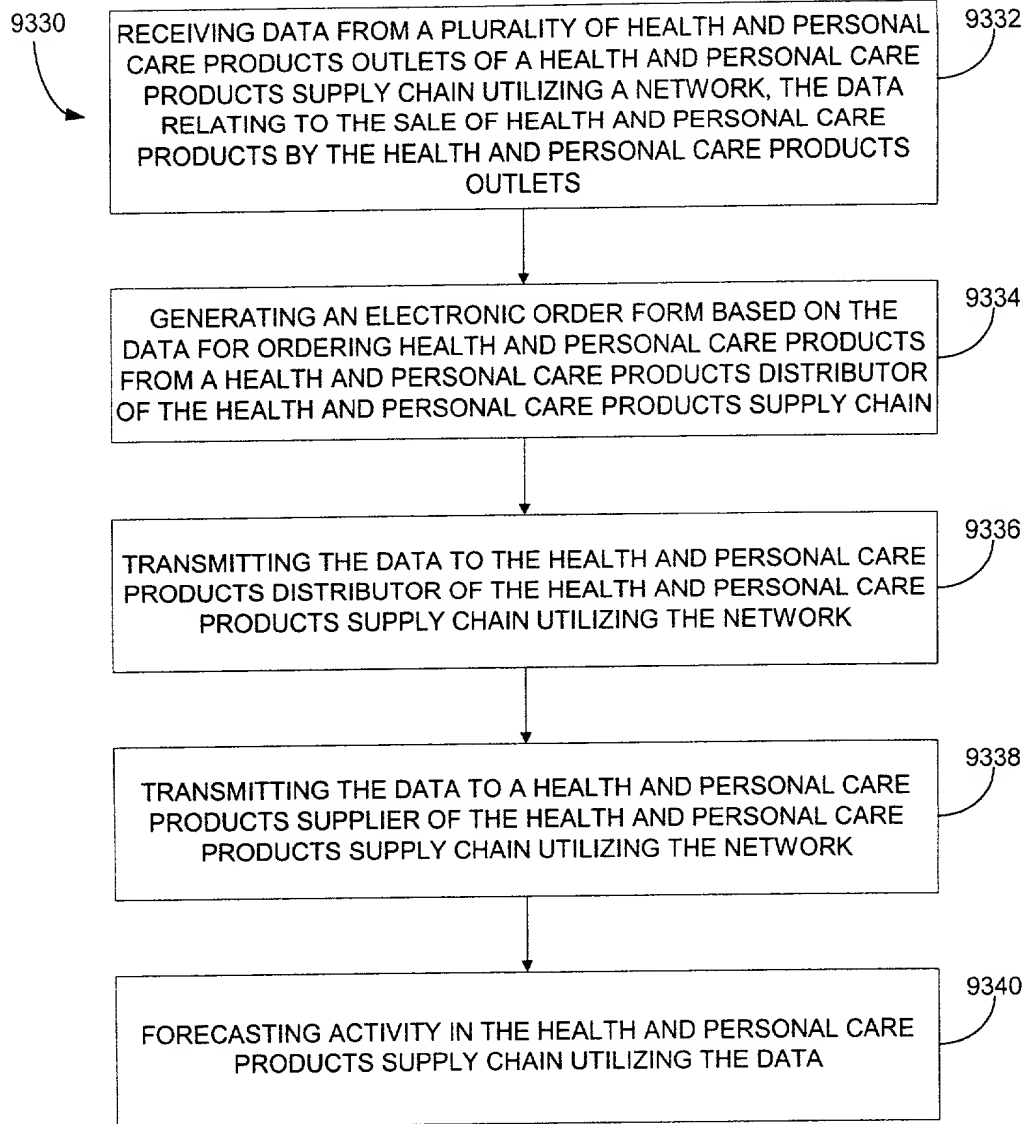 9330
RECEIVING DATA FROM A PLURALITY OF HEALTH AND PERSONAL
CARE PRODUCTS OUTLETS OF A HEALTH AND PERSONAL CARE
PRODUCTS SUPPLY CHAIN UTILIZING A NETWORK, THE DATA
RELATING TO THE SALE OF HEALTH AND PERSONAL CARE
PRODUCTS BY THE HEALTH AND PERSONAL CARE PRODUCTS
OUTLETS
9332
GENERATING AN ELECTRONIC ORDER FORM BASED ON THE
DATA FOR ORDERING HEALTH AND PERSONAL CARE PRODUCTS
FROM A HEALTH AND PERSONAL CARE PRODUCTS DISTRIBUTOR
OF THE HEALTH AND PERSONAL CARE PRODUCTS SUPPLY CHAIN
9334
TRANSMITTING THE DATA TO THE HEALTH AND PERSONAL CARE
PRODUCTS DISTRIBUTOR OF THE HEALTH AND PERSONAL CARE
PRODUCTS SUPPLY CHAIN UTILIZING THE NETWORK
9336
TRANSMITTING THE DATA TO A HEALTH AND PERSONAL CARE
PRODUCTS SUPPLIER OF THE HEALTH AND PERSONAL CARE
PRODUCTS SUPPLY CHAIN UTILIZING THE NETWORK
9338
FORECASTING ACTIVITY IN THE HEALTH AND PERSONAL CARE
PRODUCTS SUPPLY CHAIN UTILIZING THE DATA
9340